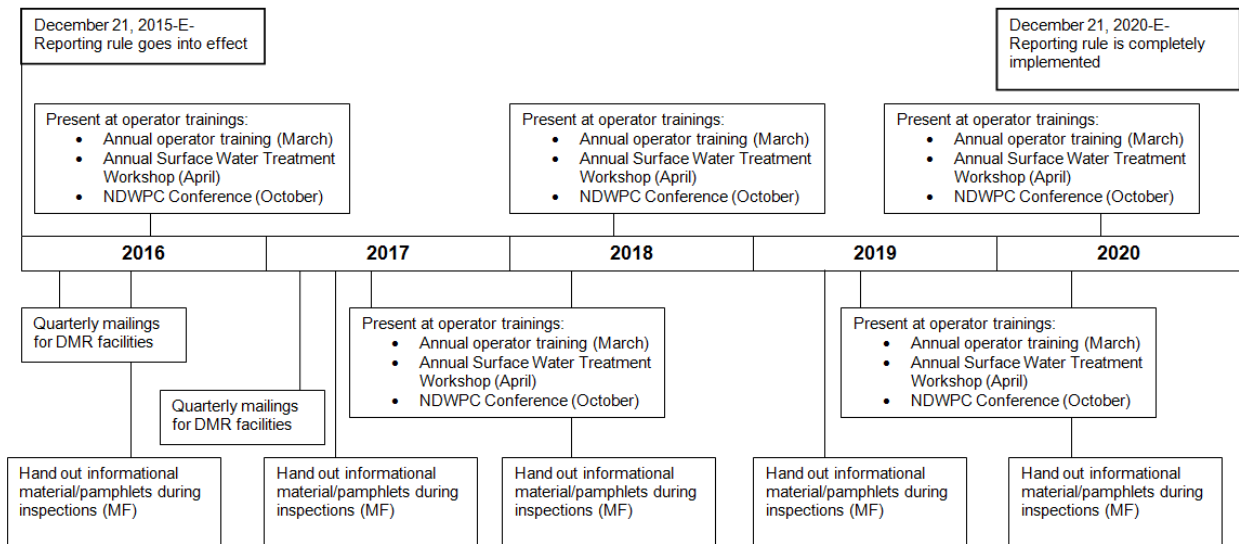 December 21, 2015-E-
Reporting rule goes into effect
December 21, 2020-E-
Reporting rule is completely
implemented
Present at operator trainings:
• Annual operator training (March)
• Annual Surface Water Treatment
Workshop (April)
• NDWPC Conference (October)
Present at operator trainings:
• Annual operator training (March)
• Annual Surface Water Treatment
Workshop (April)
• NDWPC Conference (October)
Present at operator trainings:
• Annual operator training (March)
• Annual Surface Water Treatment
Workshop (April)
• NDWPC Conference (October)
2016
2017
2018
2019
2020
Quarterly mailings
for DMR facilities
Quarterly mailings
for DMR facilities
Present at operator trainings:
• Annual operator training (March)
• Annual Surface Water Treatment
Workshop (April)
• NDWPC Conference (October)
Present at operator trainings:
• Annual operator training (March)
• Annual Surface Water Treatment
Workshop (April)
• NDWPC Conference (October)
Hand out informational
material/pamphlets during
inspections (MF)
Hand out informational
material/pamphlets during
inspections (MF)
Hand out informational
material/pamphlets during
inspections (MF)
Hand out informational
material/pamphlets during
inspections (MF)
Hand out informational
material/pamphlets during
inspections (MF)